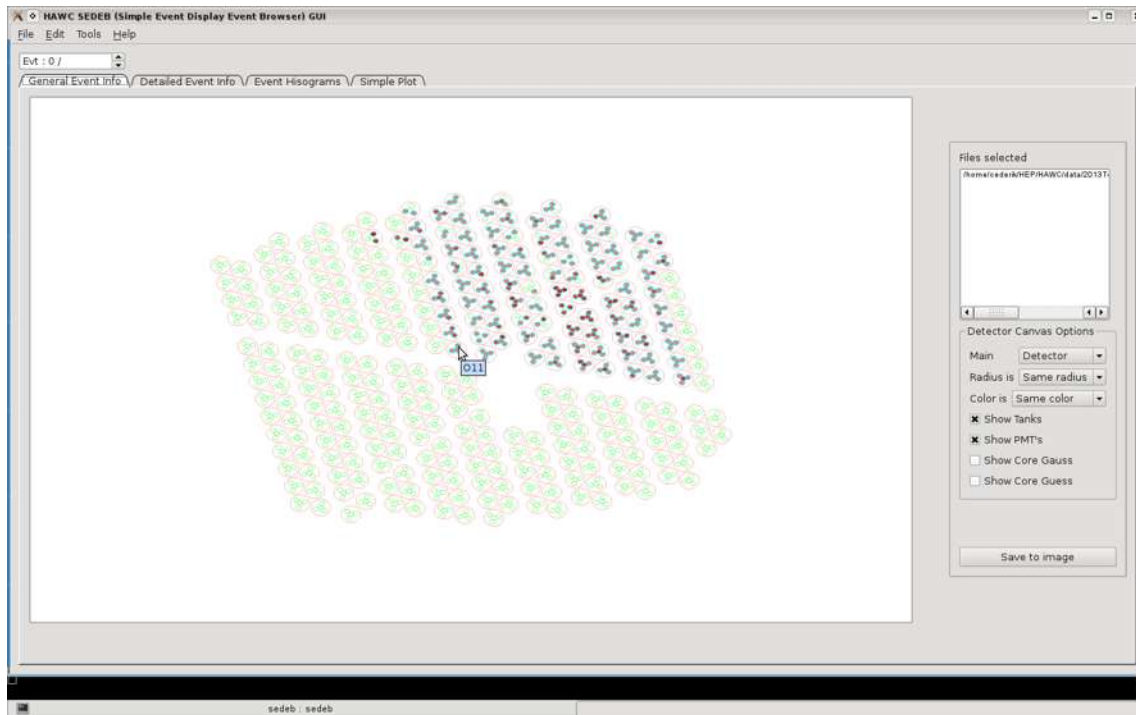 HAWC SEDEB (Simple Event Display Event Browser) GUI
File Edit Tools Help
Evt : 0 /
General Event Info Detailed Event Info Event Hisograms Simple Plot
Files selected
/home/cederik/HEP/HAWC/data/2013T
O11
Detector Canvas Options
Main Detector
Radius is Same radius
Color is Same color
Show Tanks
Show PMT's
Show Core Gauss
Show Core Guess
Save to image
sedeb : sedeb